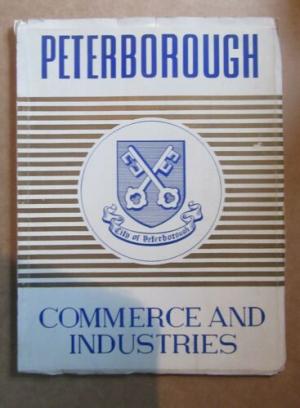 PETERBOROUGH
City of Peterborough
COMMERCE AND
INDUSTRIES